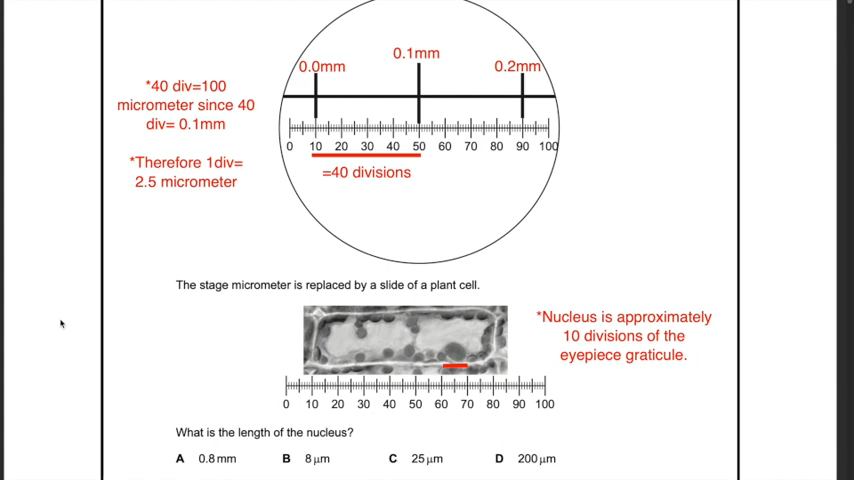 0.1mm
0.0mm
0.2mm
*40 div=100
micrometer since 40
div= 0.1mm
0 10 20 30 40 50 60 70 80 90 100
*Therefore 1div=
2.5 micrometer
=40 divisions
The stage micrometer is replaced by a slide of a plant cell.
*Nucleus is approximately
10 divisions of the
eyepiece graticule.
0 10 20 30 40 50 60 70 80 90 100
What is the length of the nucleus?
A 0.8 mm B 8 μm C 25 μm D 200 μm